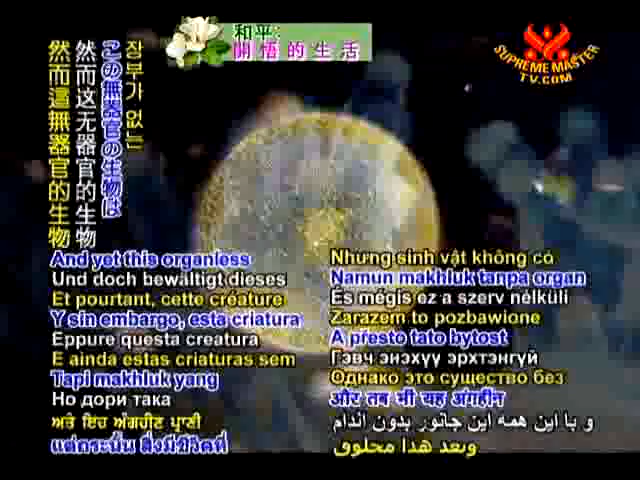 和平:
開悟的生活
SUPREME MASTER
TV.COM
장부가 없는
この無器官の生物は
然而这无器官的生物
然而這無器官的生物
And yet this organless
Und doch bewältigt dieses
Et pourtant, cette créature
Y sin embargo, esta criatura
Eppure questa creatura
E ainda estas criaturas sem
Tapi makhluk yang
Но дори така
ਅਤੇ ਇਹ ਅੰਗਹੀਣ ਪ੍ਰਾਣੀ
แต่กระนั้น สิ่งมีชีวิตที่
Nhưng sinh vật không có
Namun makhluk tanpa organ
És mégis ez a szerv nélküli
Zarazem to pozbawione
A presto tato bytost
Гэвч энэхүү эрхтэнгүй
Однако это существо без
और तब भी यह अंगहीन
و با این همه این جانور بدون اندام
وبعد هذا مخلوق